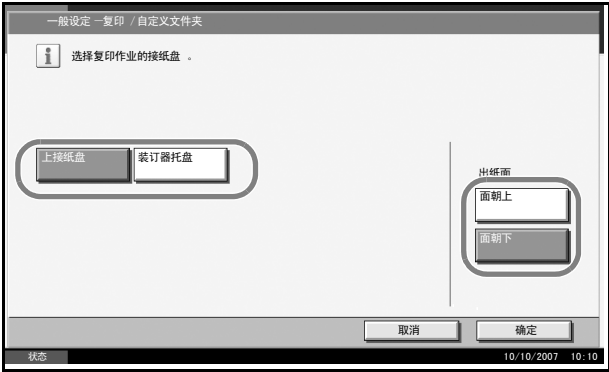 一般设定 －复印 /自定义文件夹
选择复印作业的接纸盘 。
上接纸盘 装订器托盘
出纸面
面朝上
面朝下
取消 确定
状态 10/10/2007 10:10